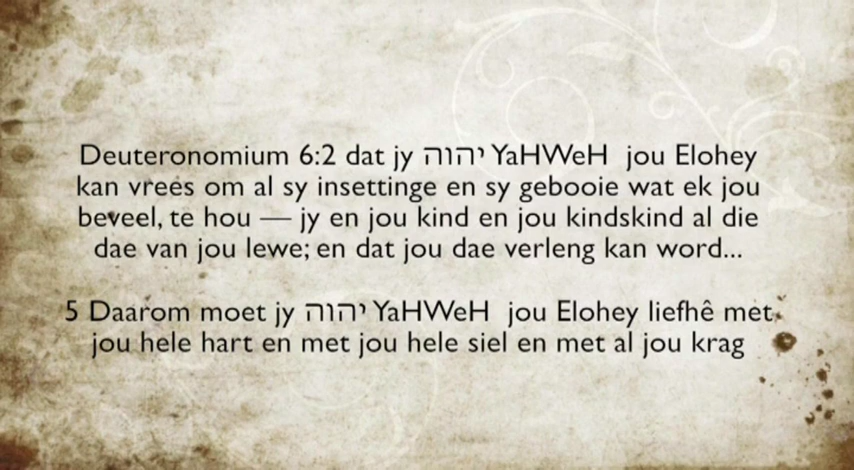 Deuteronomium 6:2 dat jy יהוה YaHWeH jou Elohey
kan vrees om al sy insettinge en sy gebooie wat ek jou
beveel, te hou — jy en jou kind en jou kindskind al die
dae van jou lewe; en dat jou dae verleng kan word...
5 Daarom moet jy יהוה YaHWeH jou Elohey liefhê met
jou hele hart en met jou hele siel en met al jou krag